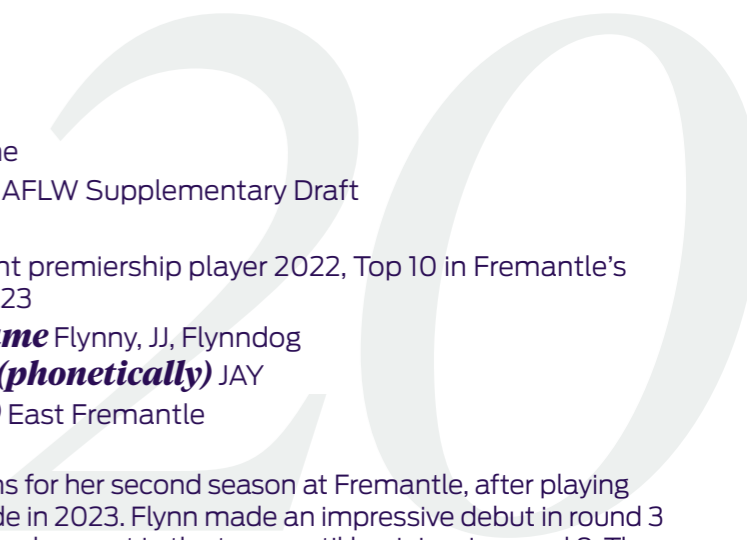 20
ne
AFLW Supplementary Draft
nt premiership player 2022, Top 10 in Fremantle's
23
me Flynny, JJ, Flynndog
(phonetically) JAY
East Fremantle
ns for her second season at Fremantle, after playing
de in 2023. Flynn made an impressive debut in round 3